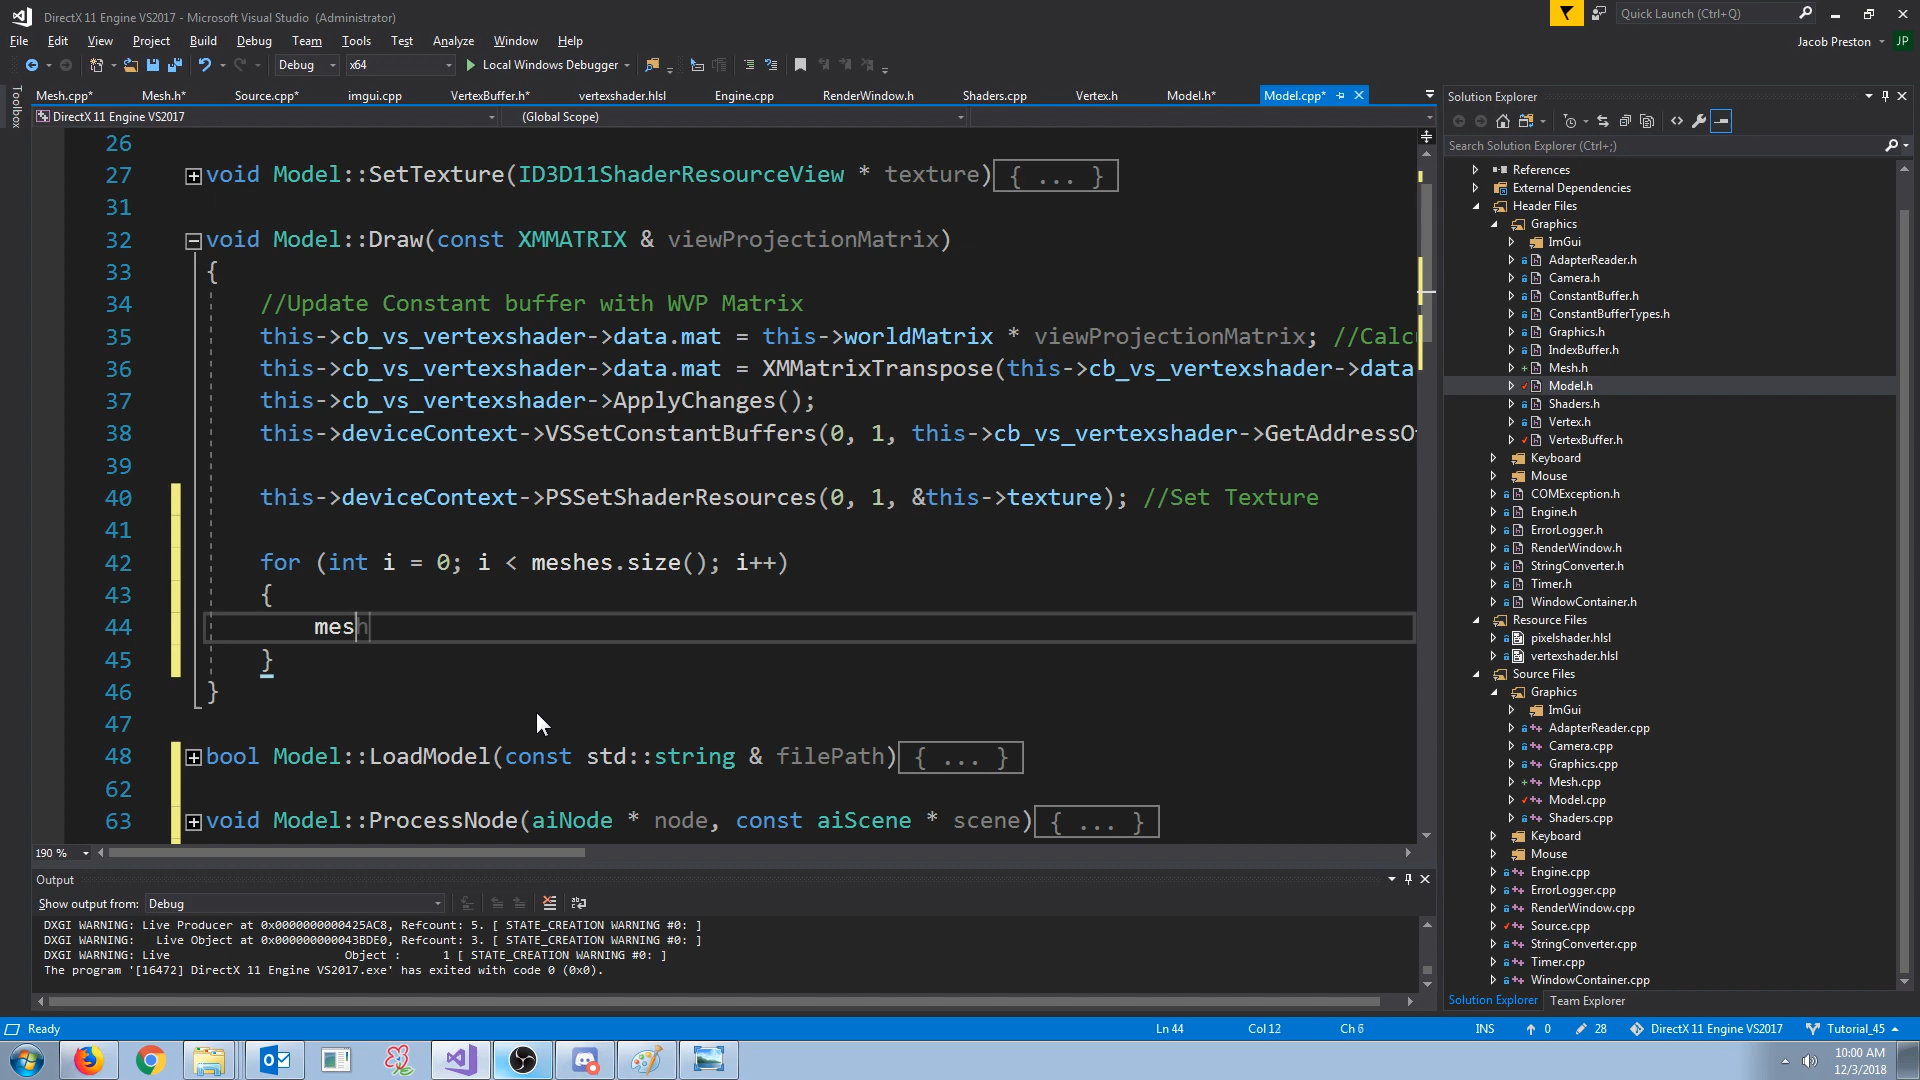 DirectX 11 Engine VS2017 - Microsoft Visual Studio (Administrator)
Quick Launch (Ctrl+Q)
File Edit View Project Build Debug Team Tools Test Analyze Window Help
Jacob Preston JP
Debug x64 Local Windows Debugger
Toolbox
Mesh.cpp* Mesh.h* Source.cpp* imgui.cpp VertexBuffer.h* vertexshader.hlsl Engine.cpp RenderWindow.h Shaders.cpp Vertex.h Model.h* Model.cpp*
DirectX 11 Engine VS2017 (Global Scope)
26
27 void Model::SetTexture(ID3D11ShaderResourceView * texture){ ... }
31
32 void Model::Draw(const XMMATRIX & viewProjectionMatrix)
33 {
34 //Update Constant buffer with WVP Matrix
35 this->cb_vs_vertexshader->data.mat = this->worldMatrix * viewProjectionMatrix; //Calc
36 this->cb_vs_vertexshader->data.mat = XMMatrixTranspose(this->cb_vs_vertexshader->data
37 this->cb_vs_vertexshader->ApplyChanges();
38 this->deviceContext->VSSetConstantBuffers(0, 1, this->cb_vs_vertexshader->GetAddressO
39
40 this->deviceContext->PSSetShaderResources(0, 1, &this->texture); //Set Texture
41
42 for (int i = 0; i < meshes.size(); i++)
43 {
44 mesh
45 }
46 }
47
48 bool Model::LoadModel(const std::string & filePath){ ... }
62
63 void Model::ProcessNode(aiNode * node, const aiScene * scene){ ... }
190 %
Output
Show output from: Debug
DXGI WARNING: Live Producer at 0x0000000000425AC8, Refcount: 5. [ STATE_CREATION WARNING #0: ]
DXGI WARNING: Live Object at 0x000000000043BDE0, Refcount: 3. [ STATE_CREATION WARNING #0: ]
DXGI WARNING: Live Object : 1 [ STATE_CREATION WARNING #0: ]
The program '[16472] DirectX 11 Engine VS2017.exe' has exited with code 0 (0x0).
Solution Explorer
Search Solution Explorer (Ctrl+;)
References
External Dependencies
Header Files
Graphics
ImGui
AdapterReader.h
Camera.h
ConstantBuffer.h
ConstantBufferTypes.h
Graphics.h
IndexBuffer.h
Mesh.h
Model.h
Shaders.h
Vertex.h
VertexBuffer.h
Keyboard
Mouse
COMException.h
Engine.h
ErrorLogger.h
RenderWindow.h
StringConverter.h
Timer.h
WindowContainer.h
Resource Files
pixelshader.hlsl
vertexshader.hlsl
Source Files
Graphics
ImGui
AdapterReader.cpp
Camera.cpp
Graphics.cpp
Mesh.cpp
Model.cpp
Shaders.cpp
Keyboard
Mouse
Engine.cpp
ErrorLogger.cpp
RenderWindow.cpp
Source.cpp
StringConverter.cpp
Timer.cpp
WindowContainer.cpp
Solution Explorer Team Explorer
Ready Ln 44 Col 12 Ch 6 INS 0 28 DirectX 11 Engine VS2017 Tutorial_45
10:00 AM
12/3/2018